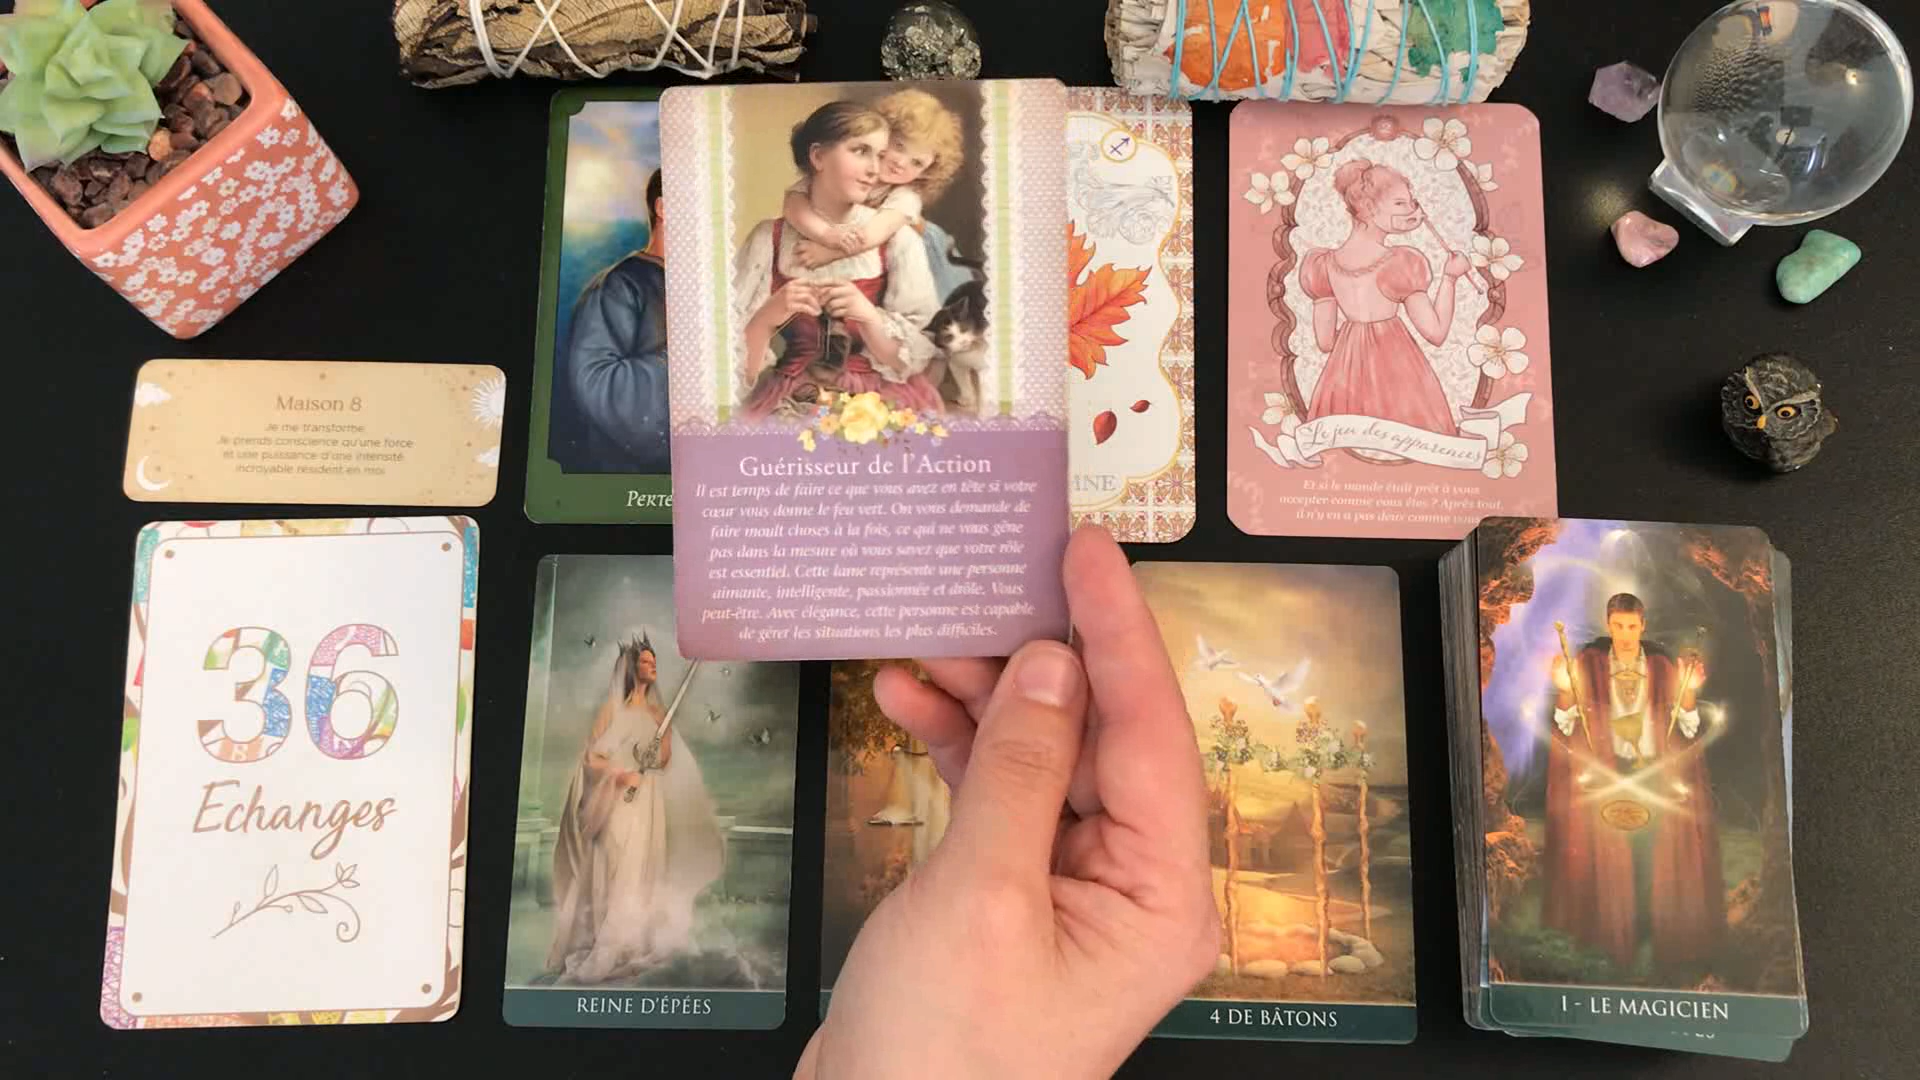 Maison 8
Je me transforme.
Je prends conscience qu'une force
et une puissance d'une intensité
incroyable résident en moi.
36
Echanges
Guérisseur de l'Action
Il est temps de faire ce que vous avez en tête si votre
cœur vous donne le feu vert. On vous demande de
faire moult choses à la fois, ce qui ne vous gêne
pas dans la mesure où vous savez que votre rôle
est essentiel. Cette lame représente une personne
aimante, intelligente, passionnée et drôle. Vous
peut-être. Avec élégance, cette personne est capable
de gérer les situations les plus difficiles.
Le jeu des apparences
Et si le monde était prêt à vous
accepter comme vous êtes ? Après tout,
il n'y en a pas deux comme vous
REINE D'ÉPÉES
4 DE BÂTONS
I - LE MAGICIEN